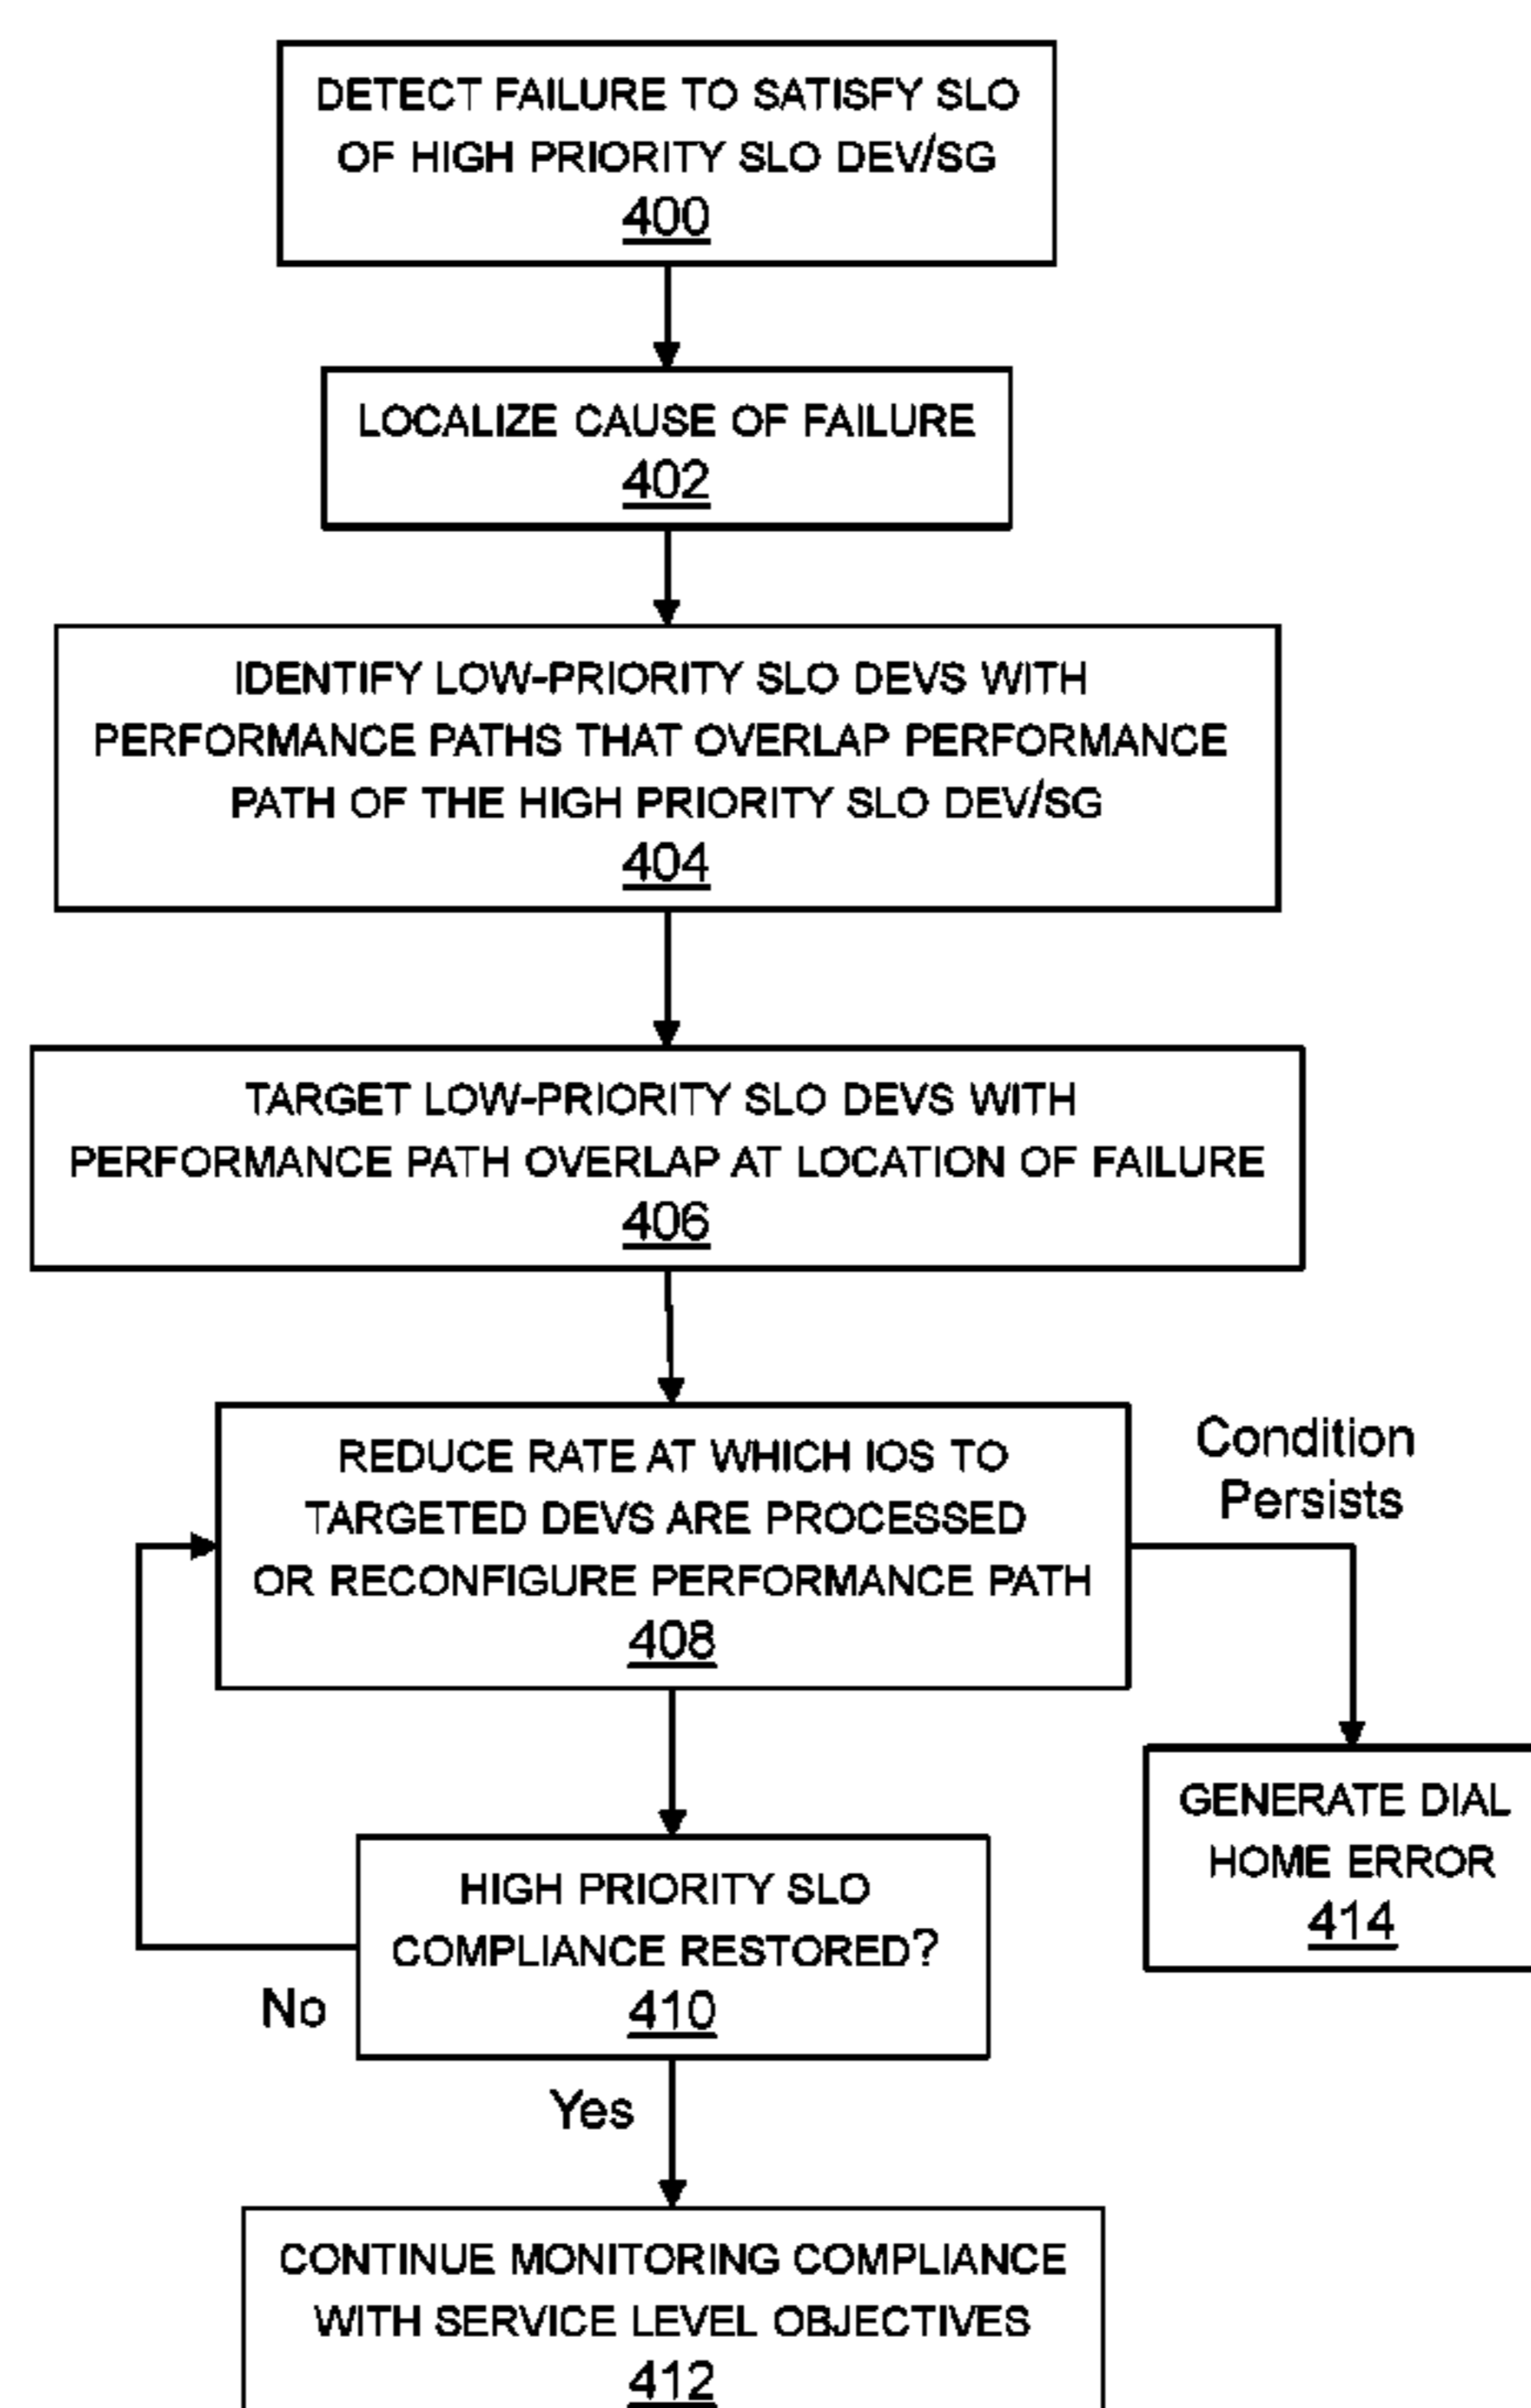 DETECT FAILURE TO SATISFY SLO
OF HIGH PRIORITY SLO DEV/SG
400
LOCALIZE CAUSE OF FAILURE
402
IDENTIFY LOW-PRIORITY SLO DEVS WITH
PERFORMANCE PATHS THAT OVERLAP PERFORMANCE
PATH OF THE HIGH PRIORITY SLO DEV/SG
404
TARGET LOW-PRIORITY SLO DEVS WITH
PERFORMANCE PATH OVERLAP AT LOCATION OF FAILURE
406
REDUCE RATE AT WHICH IOS TO
TARGETED DEVS ARE PROCESSED
OR RECONFIGURE PERFORMANCE PATH
408
Condition
Persists
GENERATE DIAL
HOME ERROR
414
HIGH PRIORITY SLO
COMPLIANCE RESTORED?
410
No
Yes
CONTINUE MONITORING COMPLIANCE
WITH SERVICE LEVEL OBJECTIVES
412